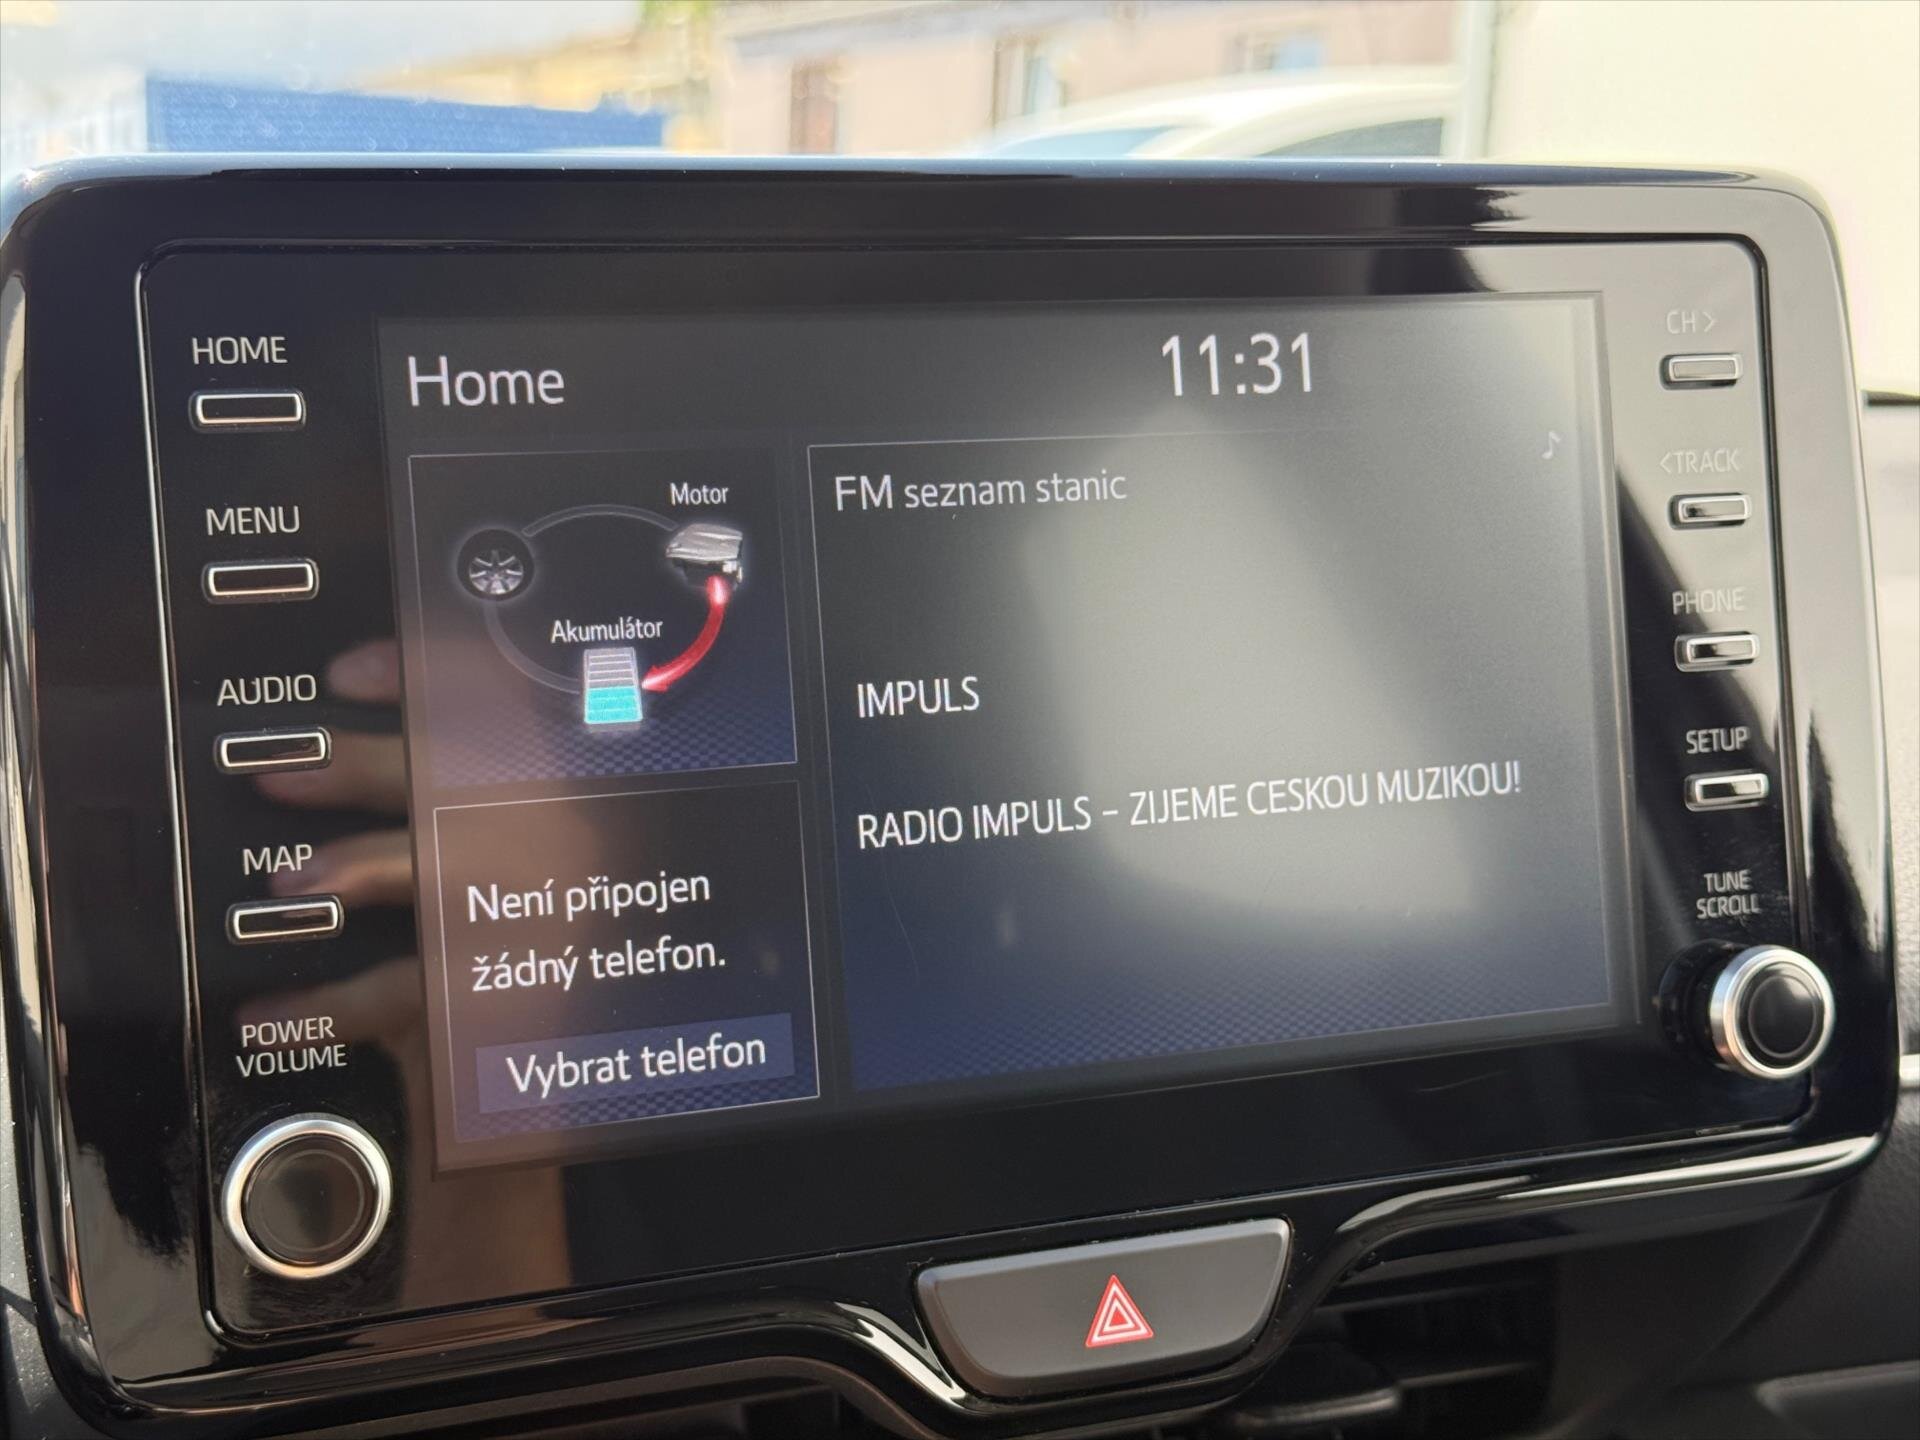 HOME
MENU
AUDIO
MAP
POWER
VOLUME
Home
11:31
Motor
Akumulátor
Není připojen
žádný telefon.
Vybrat telefon
FM seznam stanic
IMPULS
RADIO IMPULS - ZIJEME CESKOU MUZIKOU!
CH >
<TRACK
PHONE
SETUP
TUNE
SCROLL